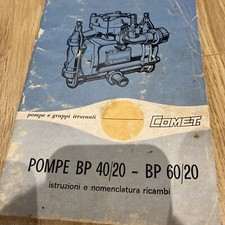 pompe e gruppi irroranti
COMET
POMPE BP 40/20 - BP 60/20
istruzioni e nomenclatura ricambi